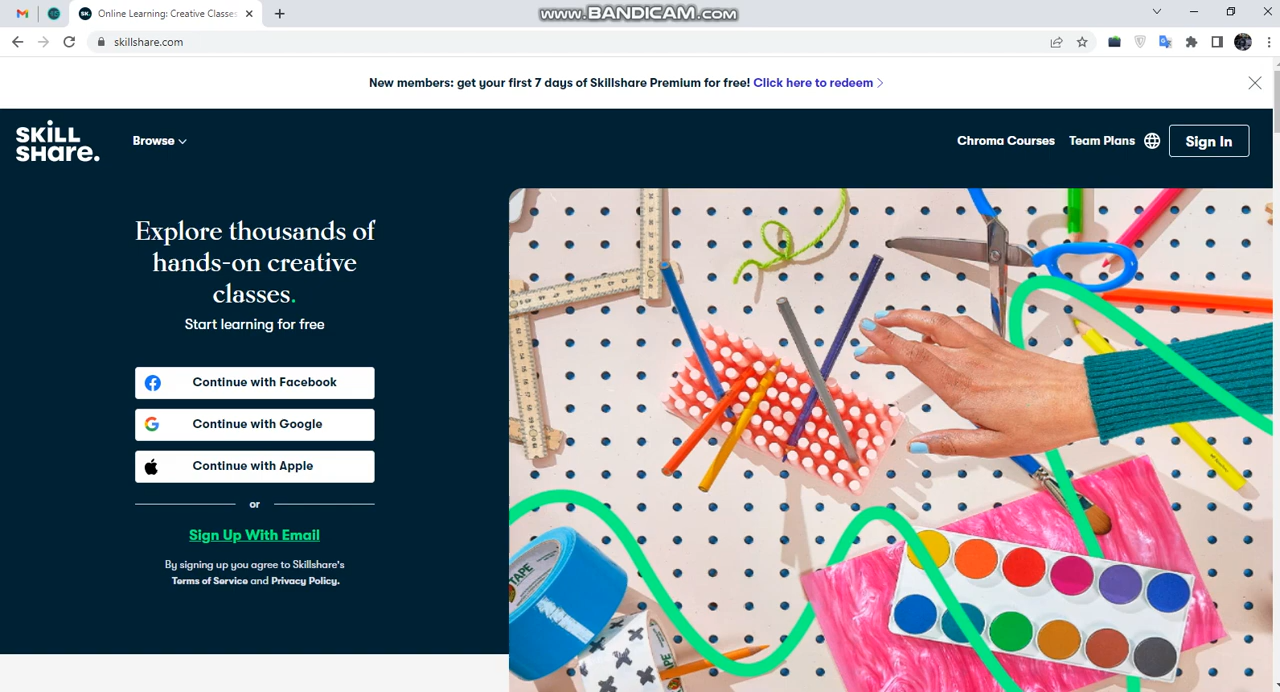 Online Learning: Creative Classes
www.BANDICAM.com
skillshare.com
New members: get your first 7 days of Skillshare Premium for free! Click here to redeem
SKILL
SHARE.
Browse
Chroma Courses
Team Plans
Sign In
Explore thousands of
hands-on creative
classes.
Start learning for free
Continue with Facebook
Continue with Google
Continue with Apple
or
Sign Up With Email
By signing up you agree to Skillshare's
Terms of Service and Privacy Policy.
TAPE